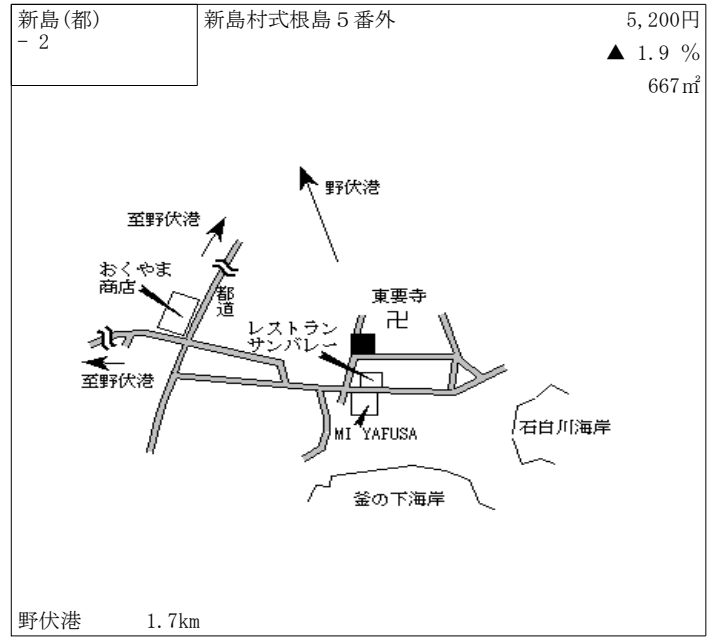 新島(都)
- 2
新島村式根島5番外
5,200円
▲ 1.9 %
667㎡
野伏港
至野伏港
おくやま
商店
都道
東要寺
卍
レストラン
サンバレー
至野伏港
MI YAFUSA
石白川海岸
釜の下海岸
野伏港 1.7km